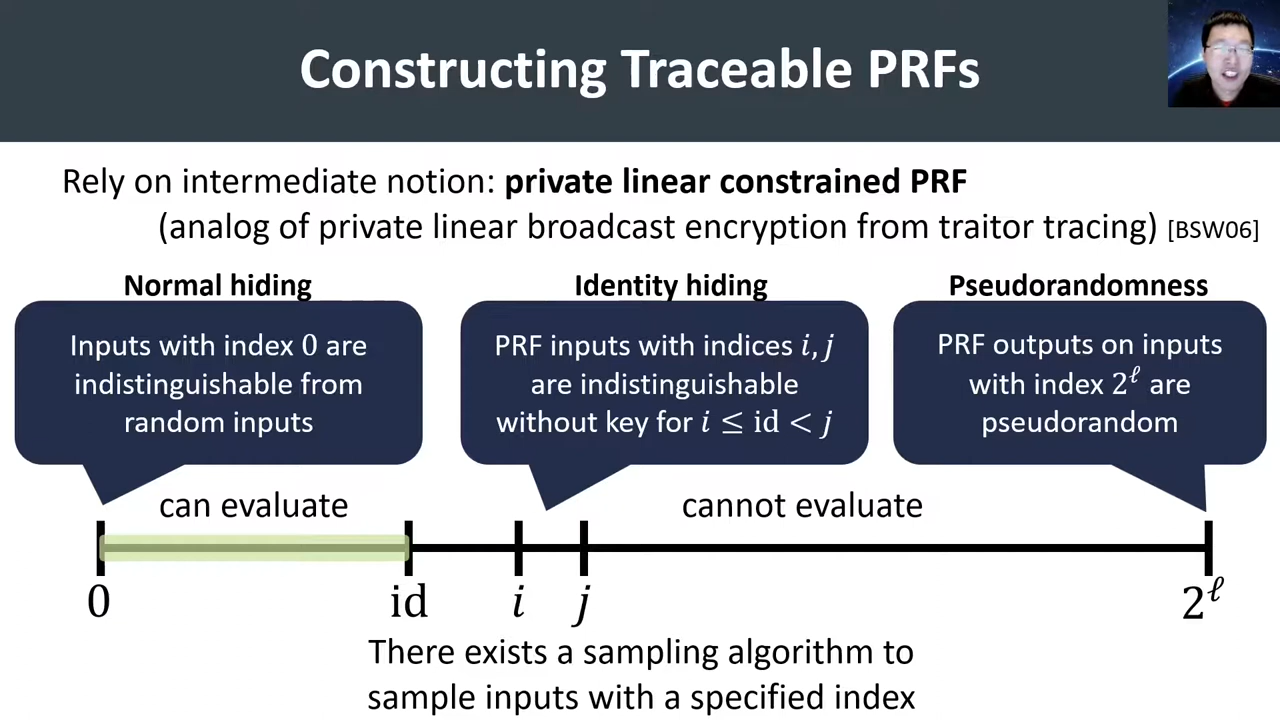 Constructing Traceable PRFs
Rely on intermediate notion: private linear constrained PRF
(analog of private linear broadcast encryption from traitor tracing) [BSW06]
Normal hiding
Inputs with index 0 are
indistinguishable from
random inputs
Identity hiding
PRF inputs with indices i, j
are indistinguishable
without key for i ≤ id < j
Pseudorandomness
PRF outputs on inputs
with index 2^ℓ are
pseudorandom
can evaluate
cannot evaluate
0
id
i
j
2^ℓ
There exists a sampling algorithm to
sample inputs with a specified index